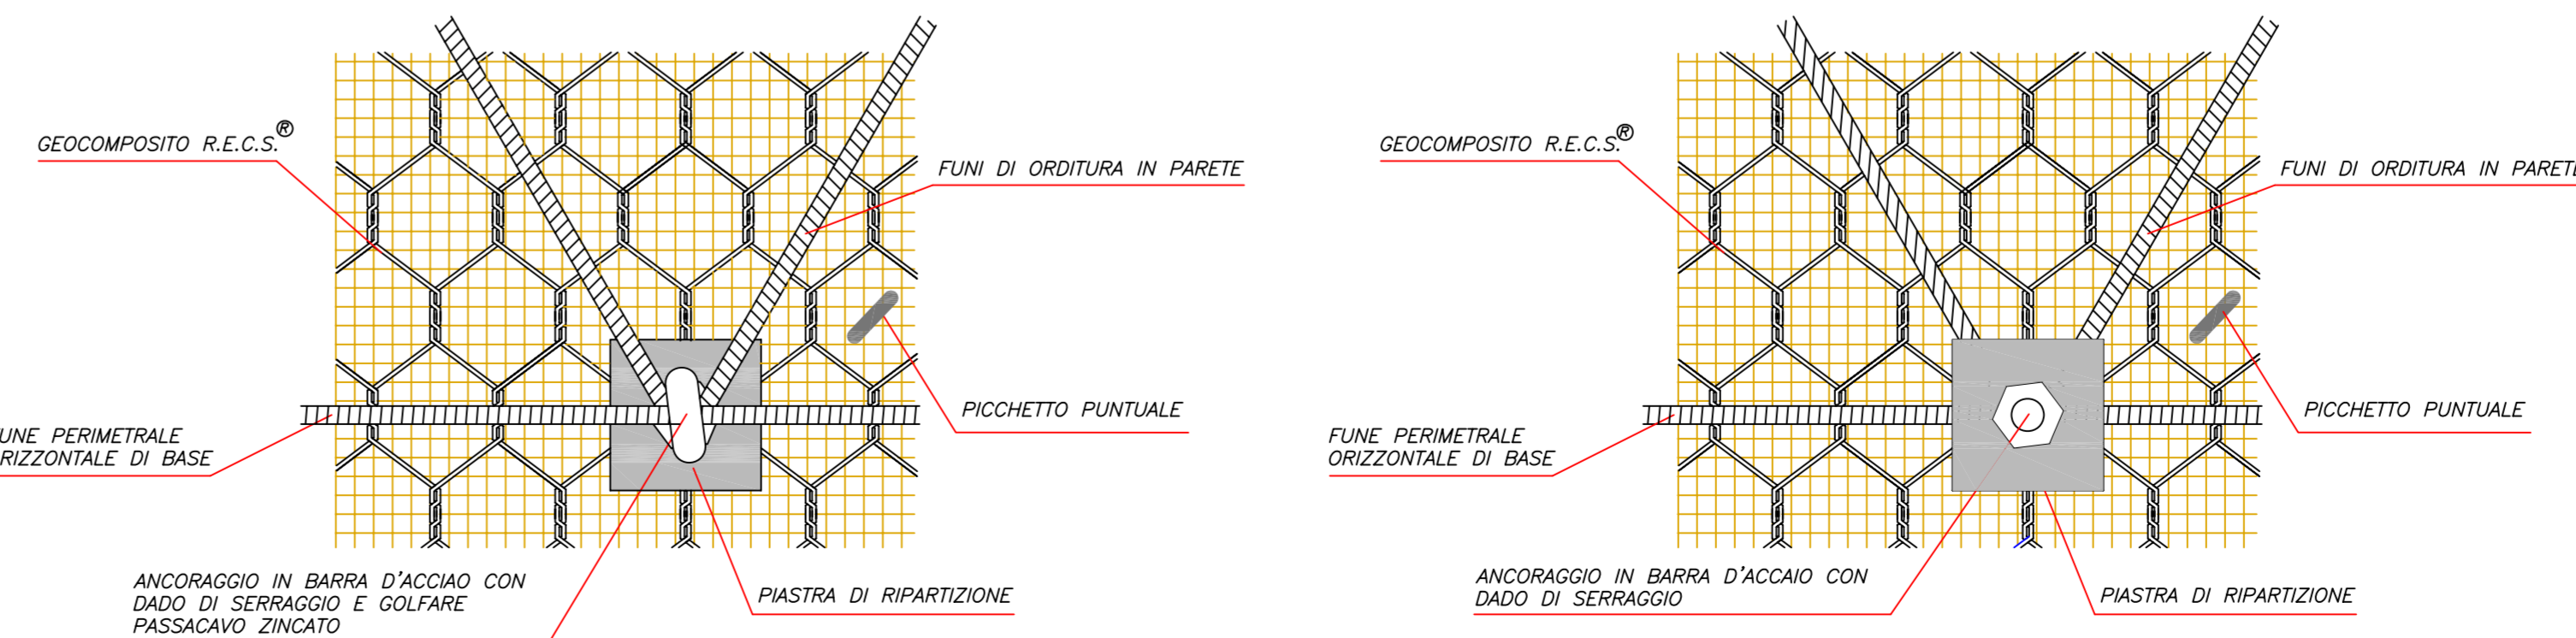 GEOCOMPOSITO R.E.C.S.®
FUNI DI ORDITURA IN PARETE
PICCHETTO PUNTUALE
UNE PERIMETRALE
RIZZONTALE DI BASE
ANCORAGGIO IN BARRA D'ACCIAO CON
DADO DI SERRAGGIO E GOLFARE
PASSACAVO ZINCATO
PIASTRA DI RIPARTIZIONE
GEOCOMPOSITO R.E.C.S.®
FUNI DI ORDITURA IN PARETE
PICCHETTO PUNTUALE
FUNE PERIMETRALE
ORIZZONTALE DI BASE
ANCORAGGIO IN BARRA D'ACCAIO CON
DADO DI SERRAGGIO
PIASTRA DI RIPARTIZIONE